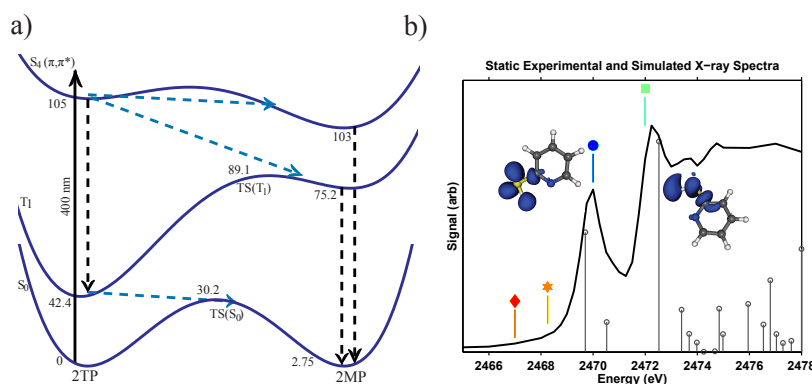 a)
S₄ (π,π*)
105
103
400 nm
89.1
TS(T₁)
75.2
T₁
S₀
42.4
30.2
TS(S₀)
0
2.75
2TP
2MP
b)
Static Experimental and Simulated X−ray Spectra
Signal (arb)
2466 2468 2470 2472 2474 2476 2478
Energy (eV)